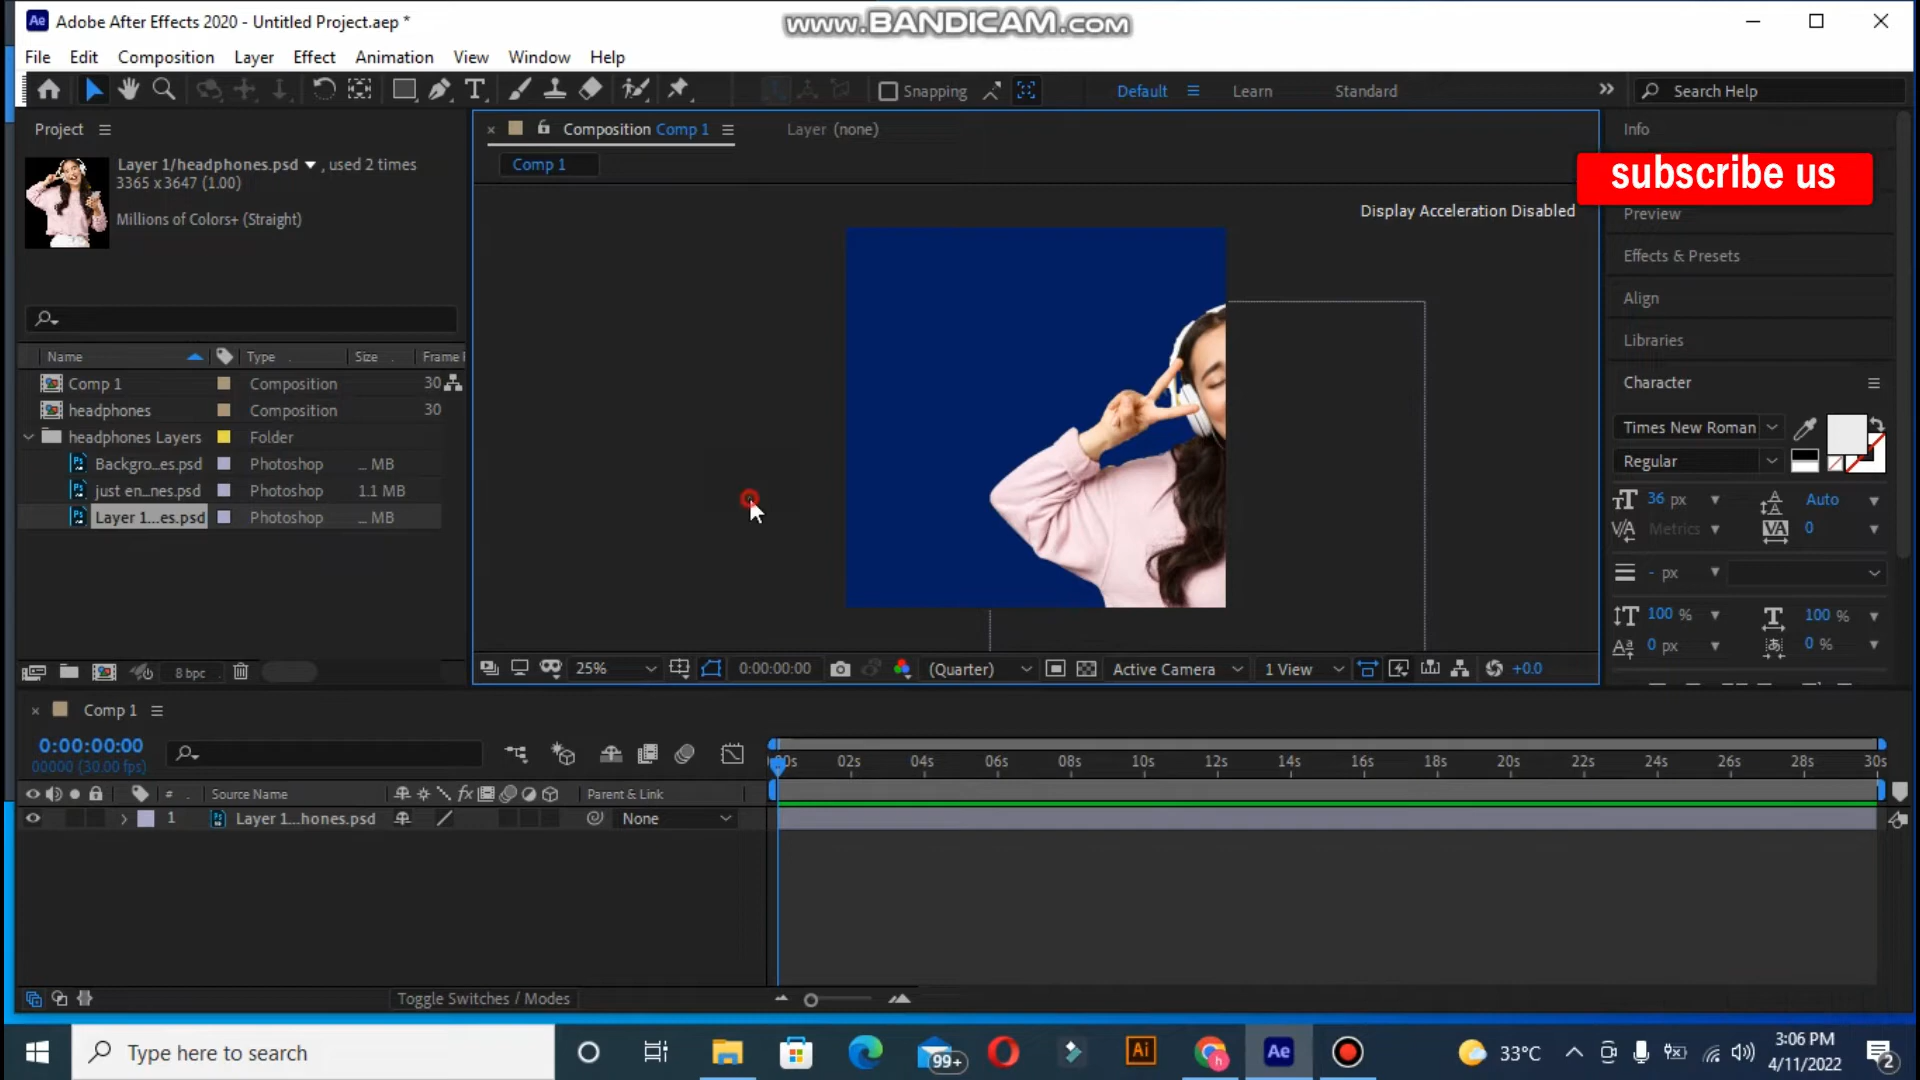 Ae Adobe After Effects 2020 - Untitled Project.aep *
www.BANDICAM.com
File Edit Composition Layer Effect Animation View Window Help
Snapping
Default Learn Standard
Search Help
Project
Layer 1/headphones.psd , used 2 times
3365 x 3647 (1.00)
Millions of Colors+ (Straight)
Name Type Size Frame
Comp 1 Composition 30
headphones Composition 30
headphones Layers Folder
Backgro...es.psd Photoshop ... MB
just en...nes.psd Photoshop 1.1 MB
Layer 1...es.psd Photoshop ... MB
8 bpc
Composition Comp 1
Layer (none)
Comp 1
Display Acceleration Disabled
25% 0:00:00:00 (Quarter) Active Camera 1 View +0.0
subscribe us
Info
Preview
Effects & Presets
Align
Libraries
Character
Times New Roman
Regular
36 px Auto
Metrics 0
- px
100 % 100 %
0 px 0 %
Comp 1
0:00:00:00
00000 (30.00 fps)
# Source Name Parent & Link
1 Layer 1...hones.psd None
02s 04s 06s 08s 10s 12s 14s 16s 18s 20s 22s 24s 26s 28s 30s
Toggle Switches / Modes
Type here to search
99+
Ai
Ae
33°C
3:06 PM
4/11/2022
2